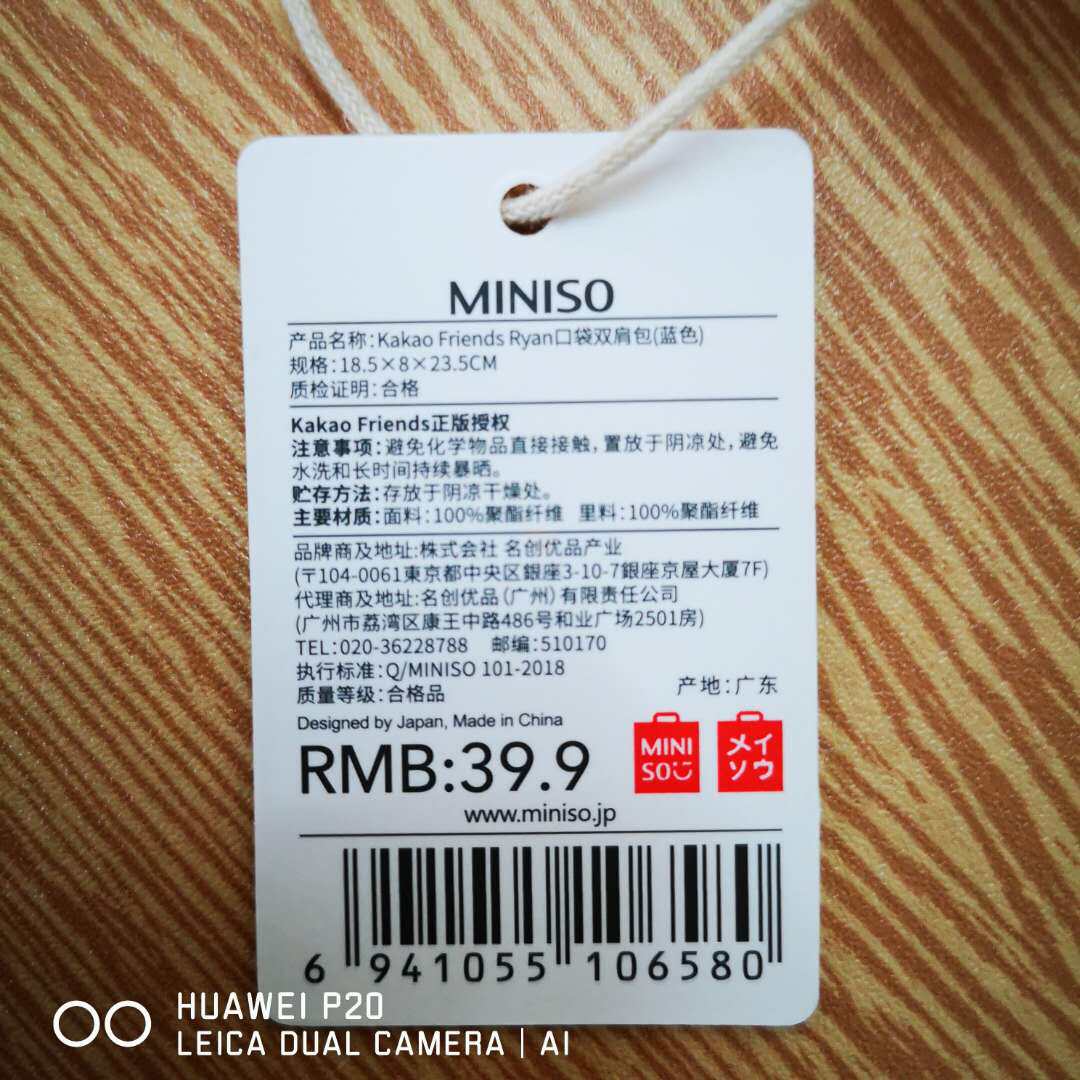 MINISO
产品名称:Kakao Friends Ryan口袋双肩包(蓝色)
规格:18.5×8×23.5CM
质检证明:合格
Kakao Friends正版授权
注意事项:避免化学物品直接接触,置放于阴凉处,避免
水洗和长时间持续暴晒。
贮存方法:存放于阴凉干燥处。
主要材质:面料:100%聚酯纤维 里料:100%聚酯纤维
品牌商及地址:株式会社 名创优品产业
(〒104-0061東京都中央区銀座3-10-7銀座京屋大厦7F)
代理商及地址:名创优品(广州)有限责任公司
(广州市荔湾区康王中路486号和业广场2501房)
TEL:020-36228788 邮编:510170
执行标准:Q/MINISO 101-2018
质量等级:合格品
产地:广东
Designed by Japan, Made in China
RMB:39.9
MINI
SO
メイ
ソウ
www.miniso.jp
6 941055 106580
HUAWEI P20
LEICA DUAL CAMERA | AI